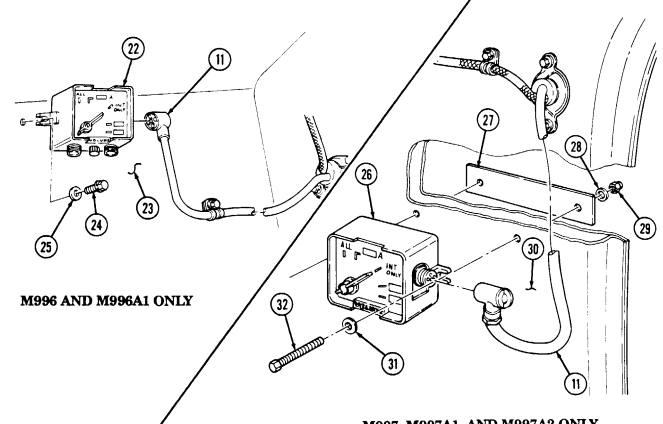 22
11
ALL
A
INT
ONLY
23
24
25
M996 AND M996A1 ONLY
27
28
29
26
ALL
A
INT
ONLY
30
32
31
11
M997, M997A1, AND M997A2 ONLY